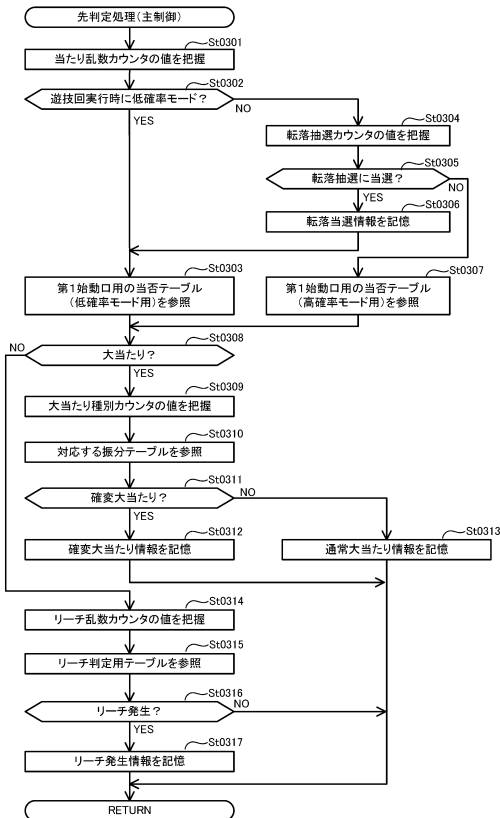 先判定処理（主制御）
St0301
当たり乱数カウンタの値を把握
St0302
遊技回実行時に低確率モード？
NO
YES
St0304
転落抽選カウンタの値を把握
St0305
転落抽選に当選？
NO
YES
St0306
転落当選情報を記憶
St0303
第１始動口用の当否テーブル
（低確率モード用）を参照
St0307
第１始動口用の当否テーブル
（高確率モード用）を参照
St0308
NO
大当たり？
YES
St0309
大当たり種別カウンタの値を把握
St0310
対応する振分テーブルを参照
St0311
確変大当たり？
NO
YES
St0312
確変大当たり情報を記憶
St0313
通常大当たり情報を記憶
St0314
リーチ乱数カウンタの値を把握
St0315
リーチ判定用テーブルを参照
St0316
リーチ発生？
NO
YES
St0317
リーチ発生情報を記憶
RETURN